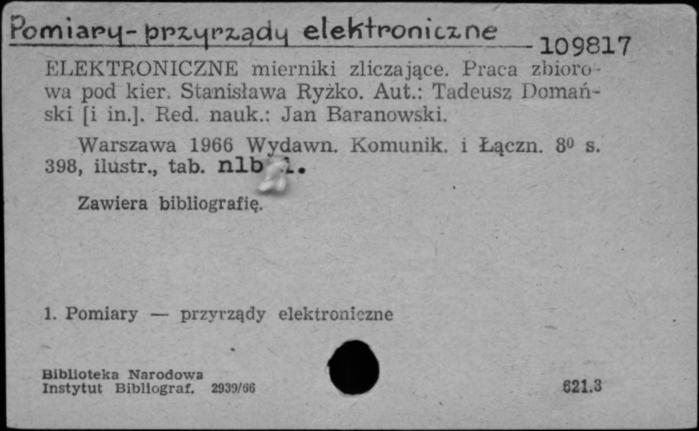 Pomiary - przyrządy elektroniczne
109817
ELEKTRONICZNE mierniki zliczające. Praca zbioro-
wa pod kier. Stanisława Ryżko. Aut.: Tadeusz Domań-
ski [i in.]. Red. nauk.: Jan Baranowski.
Warszawa 1966 Wydawn. Komunik. i Łączn. 8⁰ s.
398, ilustr., tab. nlb 1.
Zawiera bibliografię.
1. Pomiary — przyrządy elektroniczne
Biblioteka Narodowa
Instytut Bibliograf. 2939/66
621.3